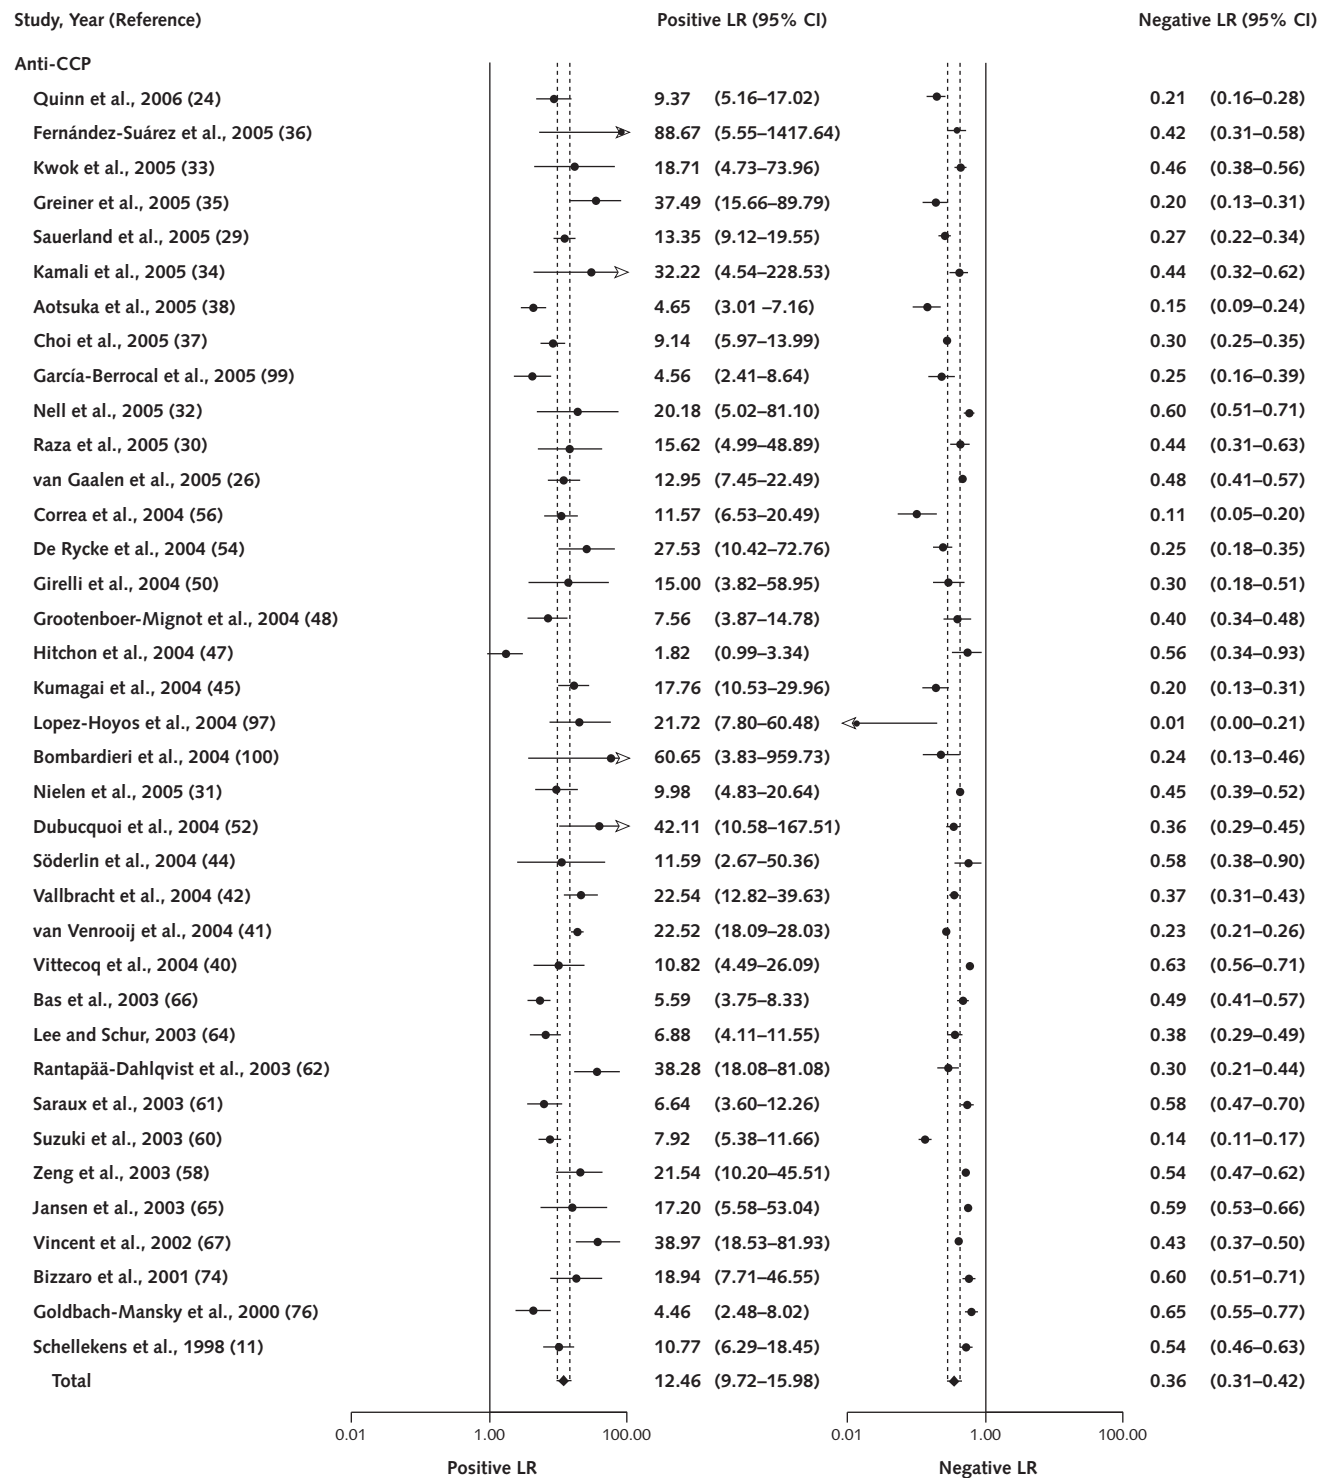 Study, Year (Reference) Positive LR (95% CI) Negative LR (95% CI)
Anti-CCP
Quinn et al., 2006 (24) 9.37 (5.16–17.02) 0.21 (0.16–0.28)
Fernández-Suárez et al., 2005 (36) 88.67 (5.55–1417.64) 0.42 (0.31–0.58)
Kwok et al., 2005 (33) 18.71 (4.73–73.96) 0.46 (0.38–0.56)
Greiner et al., 2005 (35) 37.49 (15.66–89.79) 0.20 (0.13–0.31)
Sauerland et al., 2005 (29) 13.35 (9.12–19.55) 0.27 (0.22–0.34)
Kamali et al., 2005 (34) 32.22 (4.54–228.53) 0.44 (0.32–0.62)
Aotsuka et al., 2005 (38) 4.65 (3.01 –7.16) 0.15 (0.09–0.24)
Choi et al., 2005 (37) 9.14 (5.97–13.99) 0.30 (0.25–0.35)
García-Berrocal et al., 2005 (99) 4.56 (2.41–8.64) 0.25 (0.16–0.39)
Nell et al., 2005 (32) 20.18 (5.02–81.10) 0.60 (0.51–0.71)
Raza et al., 2005 (30) 15.62 (4.99–48.89) 0.44 (0.31–0.63)
van Gaalen et al., 2005 (26) 12.95 (7.45–22.49) 0.48 (0.41–0.57)
Correa et al., 2004 (56) 11.57 (6.53–20.49) 0.11 (0.05–0.20)
De Rycke et al., 2004 (54) 27.53 (10.42–72.76) 0.25 (0.18–0.35)
Girelli et al., 2004 (50) 15.00 (3.82–58.95) 0.30 (0.18–0.51)
Grootenboer-Mignot et al., 2004 (48) 7.56 (3.87–14.78) 0.40 (0.34–0.48)
Hitchon et al., 2004 (47) 1.82 (0.99–3.34) 0.56 (0.34–0.93)
Kumagai et al., 2004 (45) 17.76 (10.53–29.96) 0.20 (0.13–0.31)
Lopez-Hoyos et al., 2004 (97) 21.72 (7.80–60.48) 0.01 (0.00–0.21)
Bombardieri et al., 2004 (100) 60.65 (3.83–959.73) 0.24 (0.13–0.46)
Nielen et al., 2005 (31) 9.98 (4.83–20.64) 0.45 (0.39–0.52)
Dubucquoi et al., 2004 (52) 42.11 (10.58–167.51) 0.36 (0.29–0.45)
Söderlin et al., 2004 (44) 11.59 (2.67–50.36) 0.58 (0.38–0.90)
Vallbracht et al., 2004 (42) 22.54 (12.82–39.63) 0.37 (0.31–0.43)
van Venrooij et al., 2004 (41) 22.52 (18.09–28.03) 0.23 (0.21–0.26)
Vittecoq et al., 2004 (40) 10.82 (4.49–26.09) 0.63 (0.56–0.71)
Bas et al., 2003 (66) 5.59 (3.75–8.33) 0.49 (0.41–0.57)
Lee and Schur, 2003 (64) 6.88 (4.11–11.55) 0.38 (0.29–0.49)
Rantapää-Dahlqvist et al., 2003 (62) 38.28 (18.08–81.08) 0.30 (0.21–0.44)
Saraux et al., 2003 (61) 6.64 (3.60–12.26) 0.58 (0.47–0.70)
Suzuki et al., 2003 (60) 7.92 (5.38–11.66) 0.14 (0.11–0.17)
Zeng et al., 2003 (58) 21.54 (10.20–45.51) 0.54 (0.47–0.62)
Jansen et al., 2003 (65) 17.20 (5.58–53.04) 0.59 (0.53–0.66)
Vincent et al., 2002 (67) 38.97 (18.53–81.93) 0.43 (0.37–0.50)
Bizzaro et al., 2001 (74) 18.94 (7.71–46.55) 0.60 (0.51–0.71)
Goldbach-Mansky et al., 2000 (76) 4.46 (2.48–8.02) 0.65 (0.55–0.77)
Schellekens et al., 1998 (11) 10.77 (6.29–18.45) 0.54 (0.46–0.63)
Total 12.46 (9.72–15.98) 0.36 (0.31–0.42)
0.01 1.00 100.00 0.01 1.00 100.00
Positive LR Negative LR